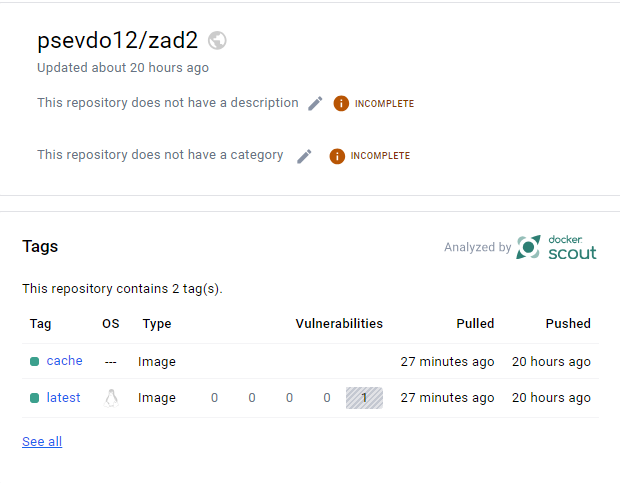 psevdo12/zad2
Updated about 20 hours ago
This repository does not have a description INCOMPLETE
This repository does not have a category INCOMPLETE
Tags
Analyzed by docker scout
This repository contains 2 tag(s).
Tag OS Type Vulnerabilities Pulled Pushed
cache --- Image 27 minutes ago 20 hours ago
latest Image 0 0 0 0 1 27 minutes ago 20 hours ago
See all